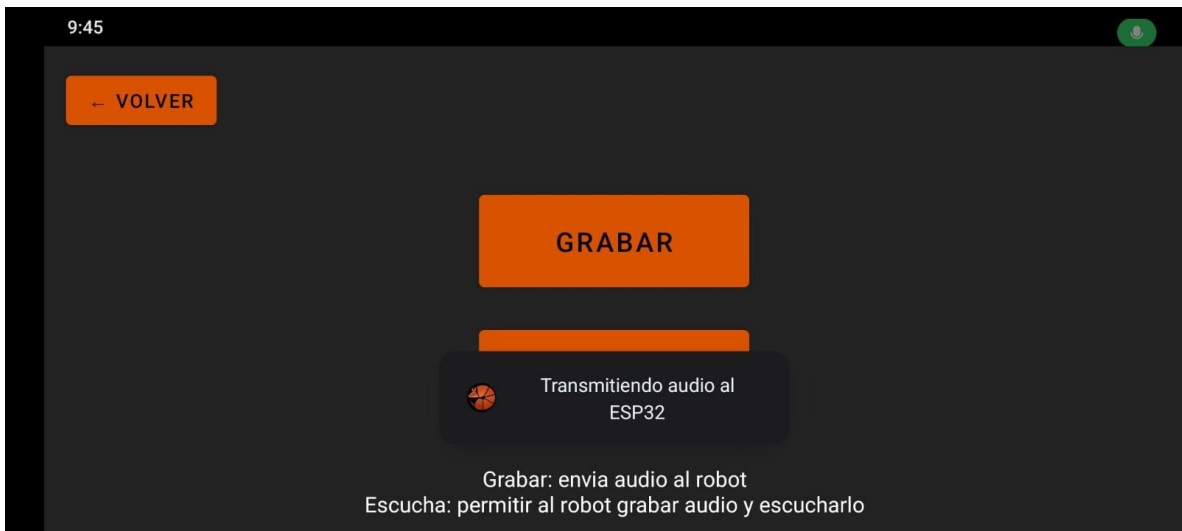 9:45
← VOLVER
GRABAR
Transmitiendo audio al
ESP32
Grabar: envia audio al robot
Escucha: permitir al robot grabar audio y escucharlo